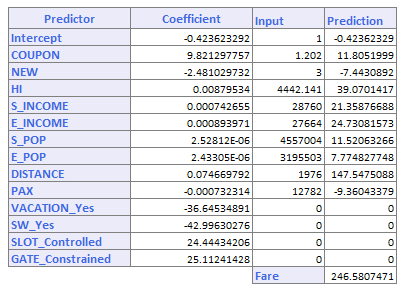 Predictor Coefficient Input Prediction
Intercept -0.423623292 1 -0.42362329
COUPON 9.821297757 1.202 11.8051999
NEW -2.481029732 3 -7.4430892
HI 0.00879534 4442.141 39.0701417
S_INCOME 0.000742655 28760 21.35876688
E_INCOME 0.000893971 27664 24.73081573
S_POP 2.52812E-06 4557004 11.52063266
E_POP 2.43305E-06 3195503 7.774827748
DISTANCE 0.074669792 1976 147.5475088
PAX -0.000732314 12782 -9.36043379
VACATION_Yes -36.64534891 0 0
SW_Yes -42.99630276 0 0
SLOT_Controlled 24.44434206 0 0
GATE_Constrained 25.11241428 0 0
Fare 246.5807471